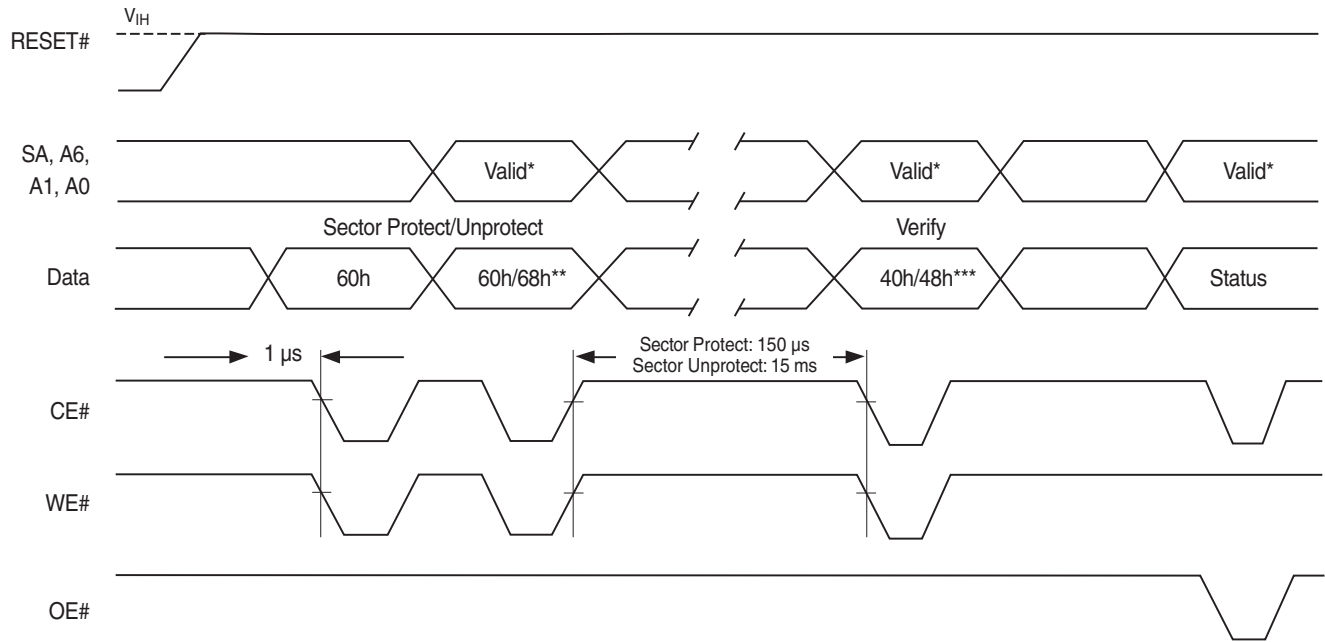 VIH
RESET#
SA, A6,
A1, A0
Valid*
Valid*
Valid*
Sector Protect/Unprotect
Verify
Data
60h
60h/68h**
40h/48h***
Status
1 µs
Sector Protect: 150 µs
Sector Unprotect: 15 ms
CE#
WE#
OE#